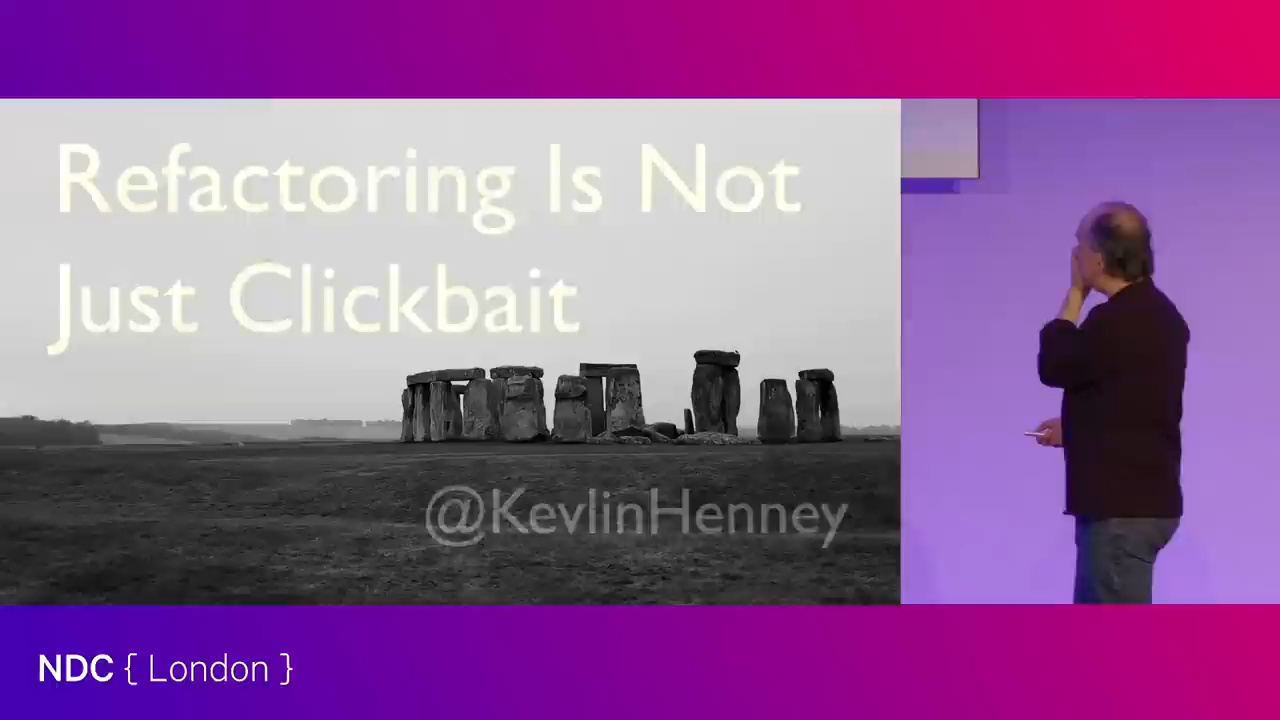 Refactoring Is Not
Just Clickbait
@KevlinHenney
NDC { London }